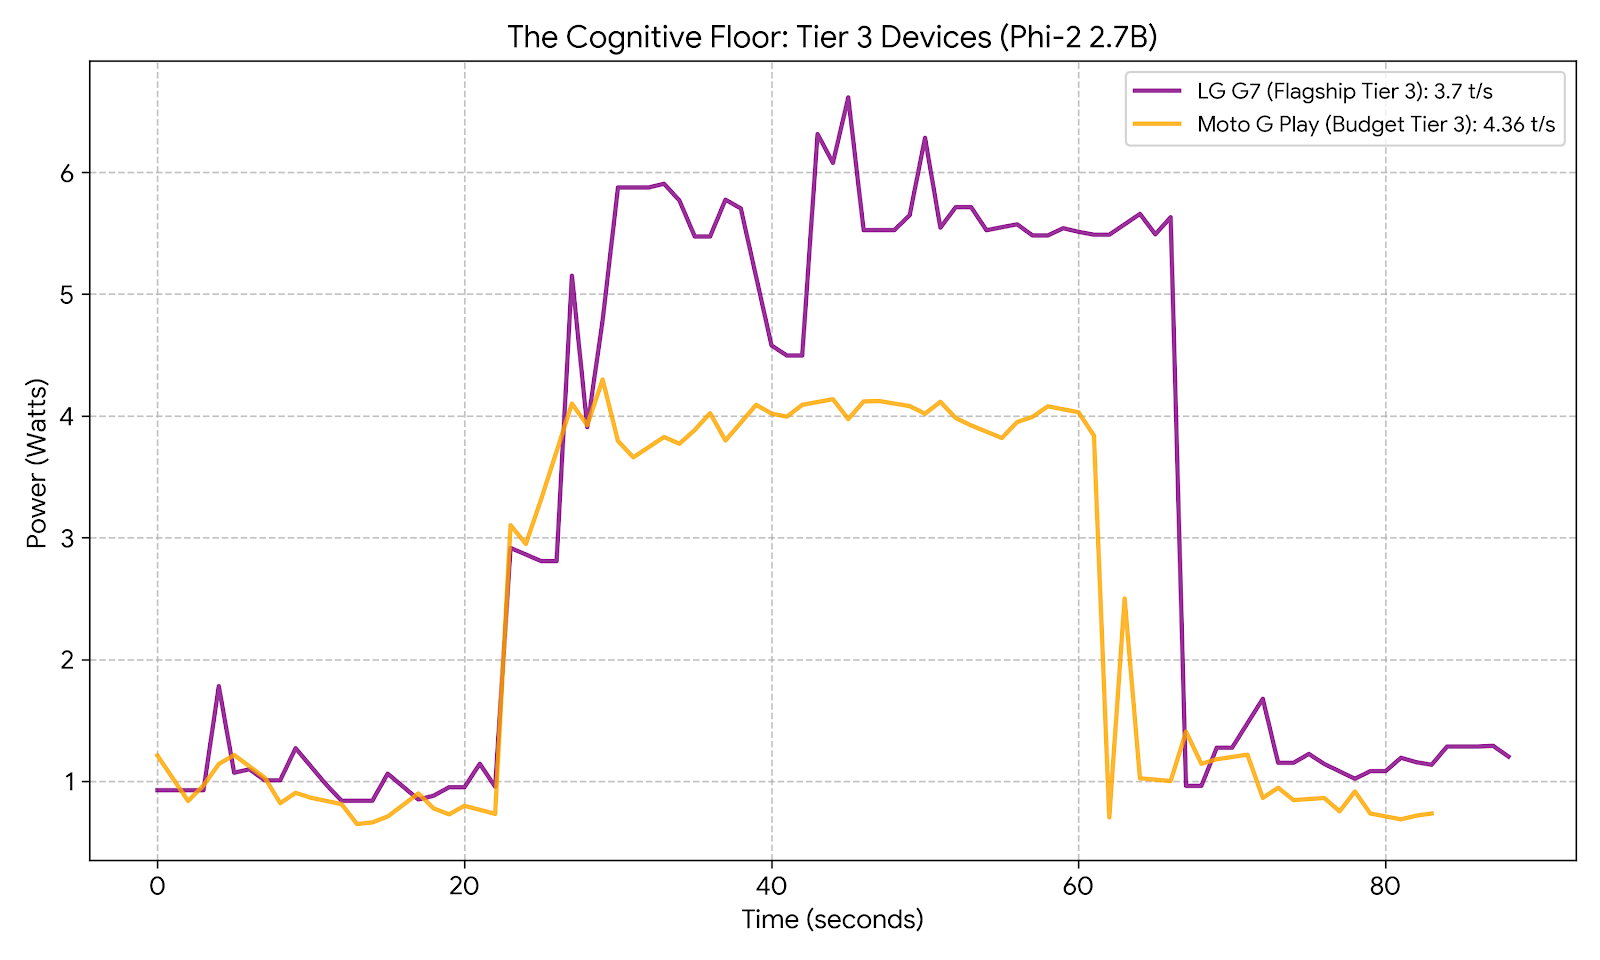 The Cognitive Floor: Tier 3 Devices (Phi-2 2.7B)
LG G7 (Flagship Tier 3): 3.7 t/s
Moto G Play (Budget Tier 3): 4.36 t/s
Power (Watts)
6
5
4
3
2
1
0 20 40 60 80
Time (seconds)